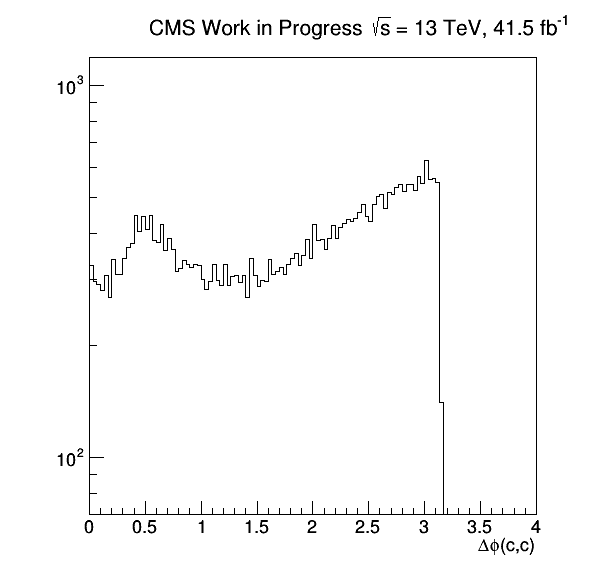 CMS Work in Progress √s = 13 TeV, 41.5 fb⁻¹
10³
10²
0 0.5 1 1.5 2 2.5 3 3.5 4
Δϕ(c,c)